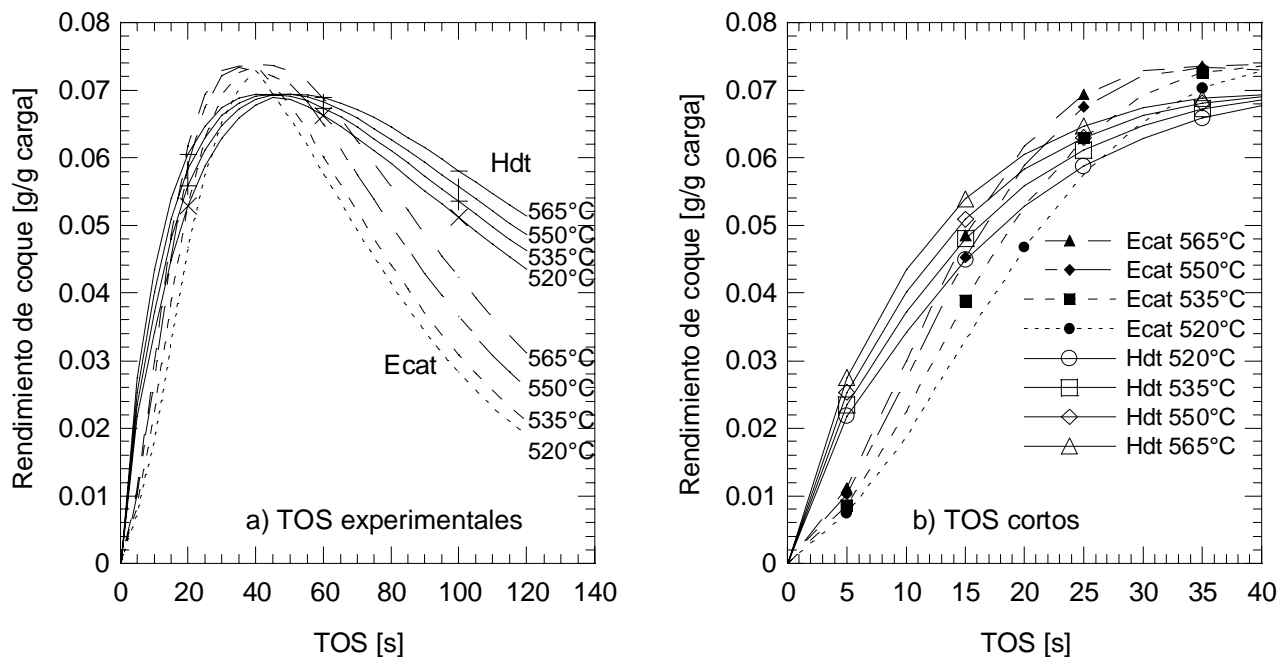 Rendimiento de coque [g/g carga]
0.08
0.07
0.06
0.05
0.04
0.03
0.02
0.01
0
Hdt
565°C
550°C
535°C
520°C
Ecat
565°C
550°C
535°C
520°C
a) TOS experimentales
0 20 40 60 80 100 120 140
TOS [s]
Rendimiento de coque [g/g carga]
0.08
0.07
0.06
0.05
0.04
0.03
0.02
0.01
0
Ecat 565°C
Ecat 550°C
Ecat 535°C
Ecat 520°C
Hdt 520°C
Hdt 535°C
Hdt 550°C
Hdt 565°C
b) TOS cortos
0 5 10 15 20 25 30 35 40
TOS [s]